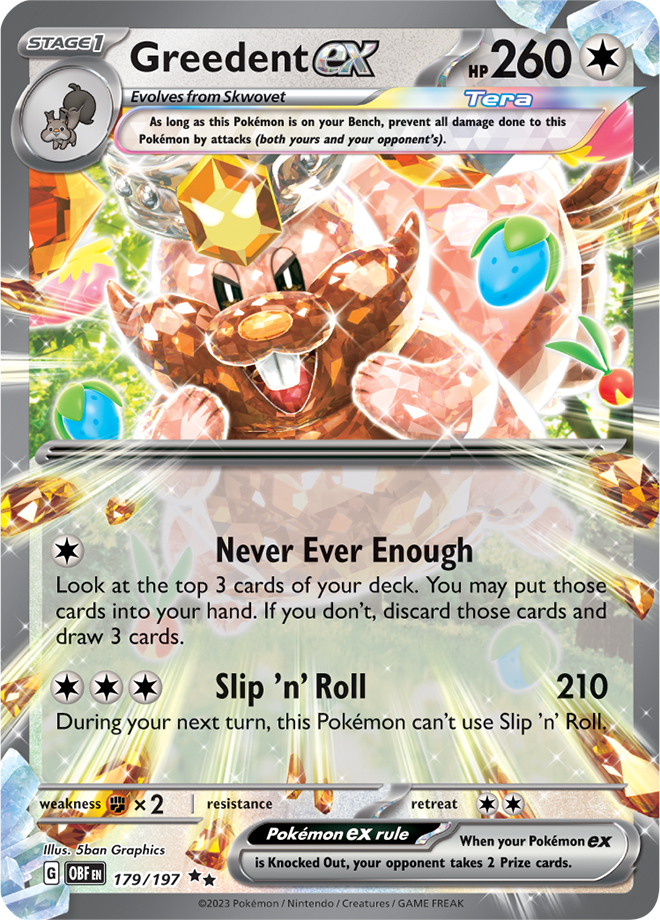 STAGE 1
Greedent ex
HP 260
Evolves from Skwovet
Tera
As long as this Pokémon is on your Bench, prevent all damage done to this
Pokémon by attacks (both yours and your opponent's).
Never Ever Enough
Look at the top 3 cards of your deck. You may put those
cards into your hand. If you don't, discard those cards and
draw 3 cards.
Slip 'n' Roll 210
During your next turn, this Pokémon can't use Slip 'n' Roll.
weakness ×2 resistance retreat
Illus. 5ban Graphics
Pokémon ex rule
When your Pokémon ex
is Knocked Out, your opponent takes 2 Prize cards.
G OBF EN 179/197 ★★
©2023 Pokémon / Nintendo / Creatures / GAME FREAK